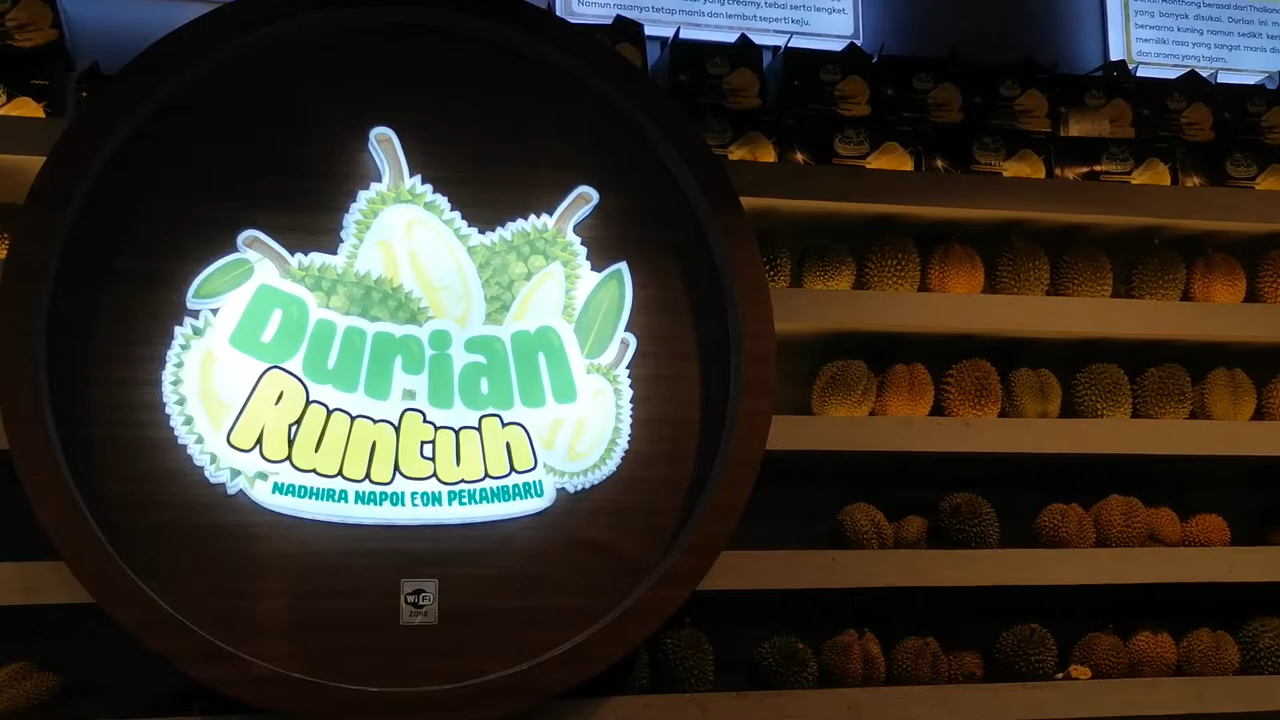 yang creamy, tebal serta lengket.
Namun rasanya tetap manis dan lembut seperti keju.
Monthong berasal dari Thailand
yang banyak disukai. Durian ini m
berwarna kuning namun sedikit
memiliki rasa yang sangat manis
dan aroma yang tajam.
Durian
Runtuh
NADHIRA NAPOLEON PEKANBARU
WiFi
ZONE